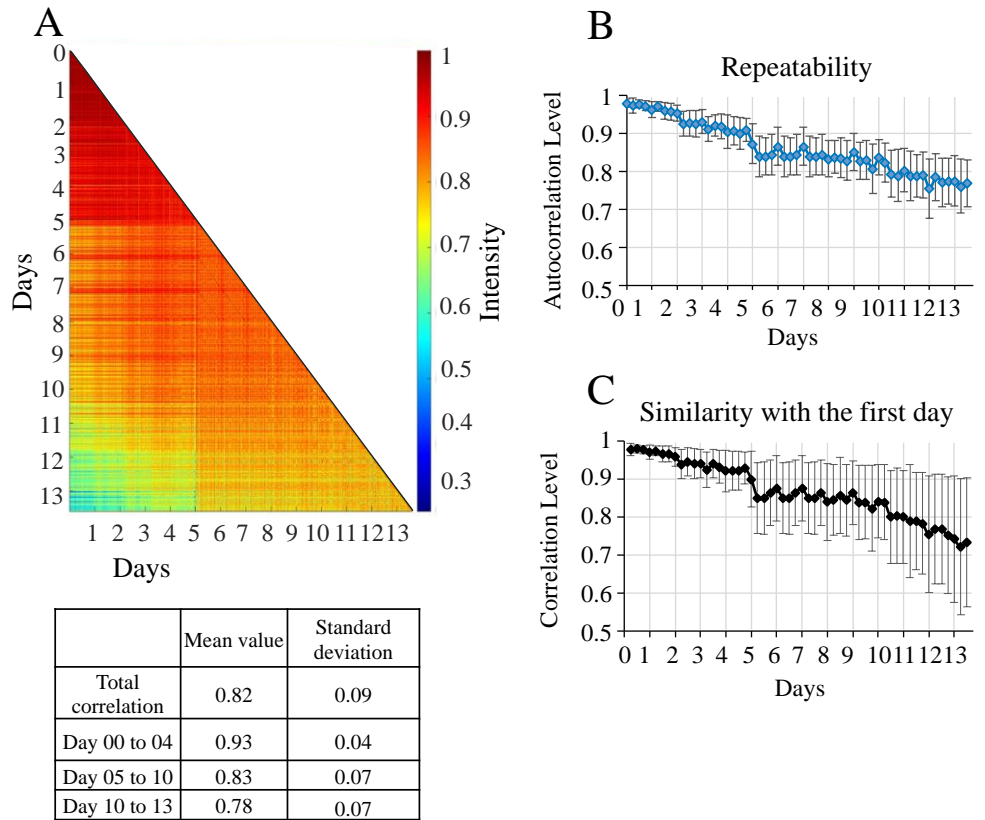 A
0
1
2
3
4
5
6
7
8
9
10
11
12
13
Days
1 2 3 4 5 6 7 8 9 10 11 12 13
Days
1
0.9
0.8
0.7
0.6
0.5
0.4
0.3
Intensity
B
Repeatability
1
0.9
0.8
0.7
0.6
0.5
Autocorrelation Level
0 1 2 3 4 5 6 7 8 9 10 11 12 13
Days
C
Similarity with the first day
1
0.9
0.8
0.7
0.6
0.5
Correlation Level
0 1 2 3 4 5 6 7 8 9 10 11 12 13
Days
Mean value Standard
deviation
Total
correlation 0.82 0.09
Day 00 to 04 0.93 0.04
Day 05 to 10 0.83 0.07
Day 10 to 13 0.78 0.07